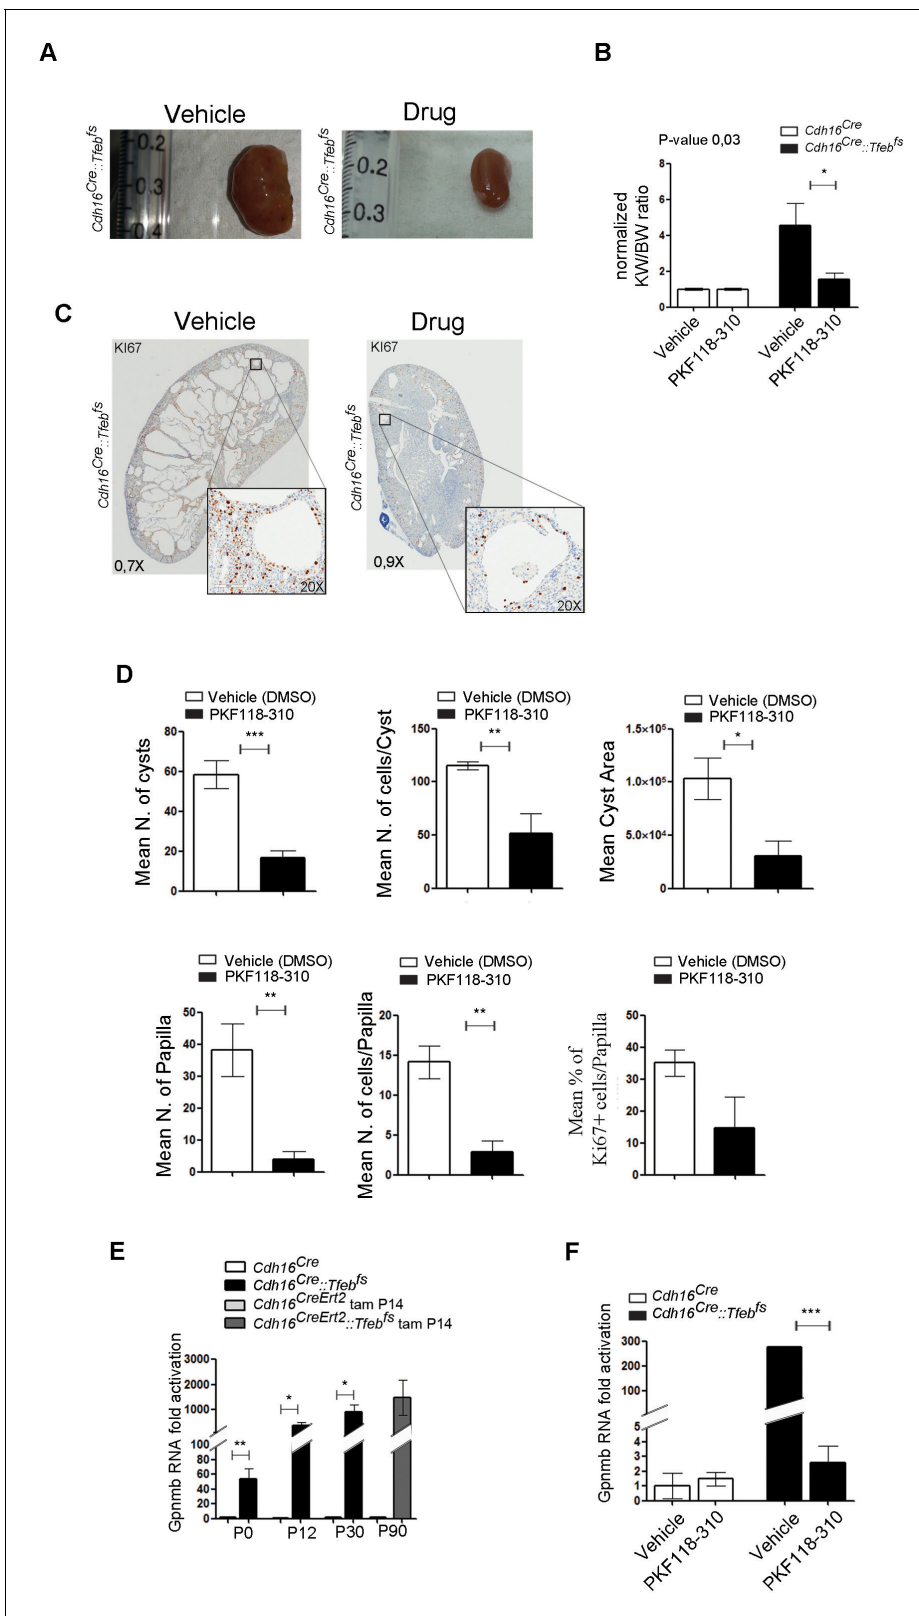 A
Vehicle
Drug
Cdh16Cre::Tfebfs
0.2
0.3
0.4
Cdh16Cre::Tfebfs
0.2
0.3
B
Cdh16Cre
Cdh16Cre::Tfebfs
P-value 0,03
*
normalized
KW/BW ratio
8
6
4
2
0
Vehicle
PKF118-310
Vehicle
PKF118-310
C
Vehicle
Drug
Cdh16Cre::Tfebfs
KI67
0,7X
20X
Cdh16Cre::Tfebfs
KI67
0,9X
20X
D
Vehicle (DMSO)
PKF118-310
***
Mean N. of cysts
80
60
40
20
0
Vehicle (DMSO)
PKF118-310
**
Mean N. of cells/Cyst
150
100
50
0
Vehicle (DMSO)
PKF118-310
*
Mean Cyst Area
1.5×10⁵
1.0×10⁵
5.0×10⁴
0
Vehicle (DMSO)
PKF118-310
**
Mean N. of Papilla
50
40
30
20
10
0
Vehicle (DMSO)
PKF118-310
**
Mean N. of cells/Papilla
20
15
10
5
0
Vehicle (DMSO)
PKF118-310
Mean % of
Ki67+ cells/Papilla
50
40
30
20
10
0
E
Cdh16Cre
Cdh16Cre::Tfebfs
Cdh16CreErt2 tam P14
Cdh16CreErt2::Tfebfs tam P14
Gpnmb RNA fold activation
3000
1000
100
80
60
40
20
0
**
*
*
P0
P12
P30
P90
F
Cdh16Cre
Cdh16Cre::Tfebfs
***
Gpnmb RNA fold activation
300
200
100
5
4
3
2
1
0
Vehicle
PKF118-310
Vehicle
PKF118-310